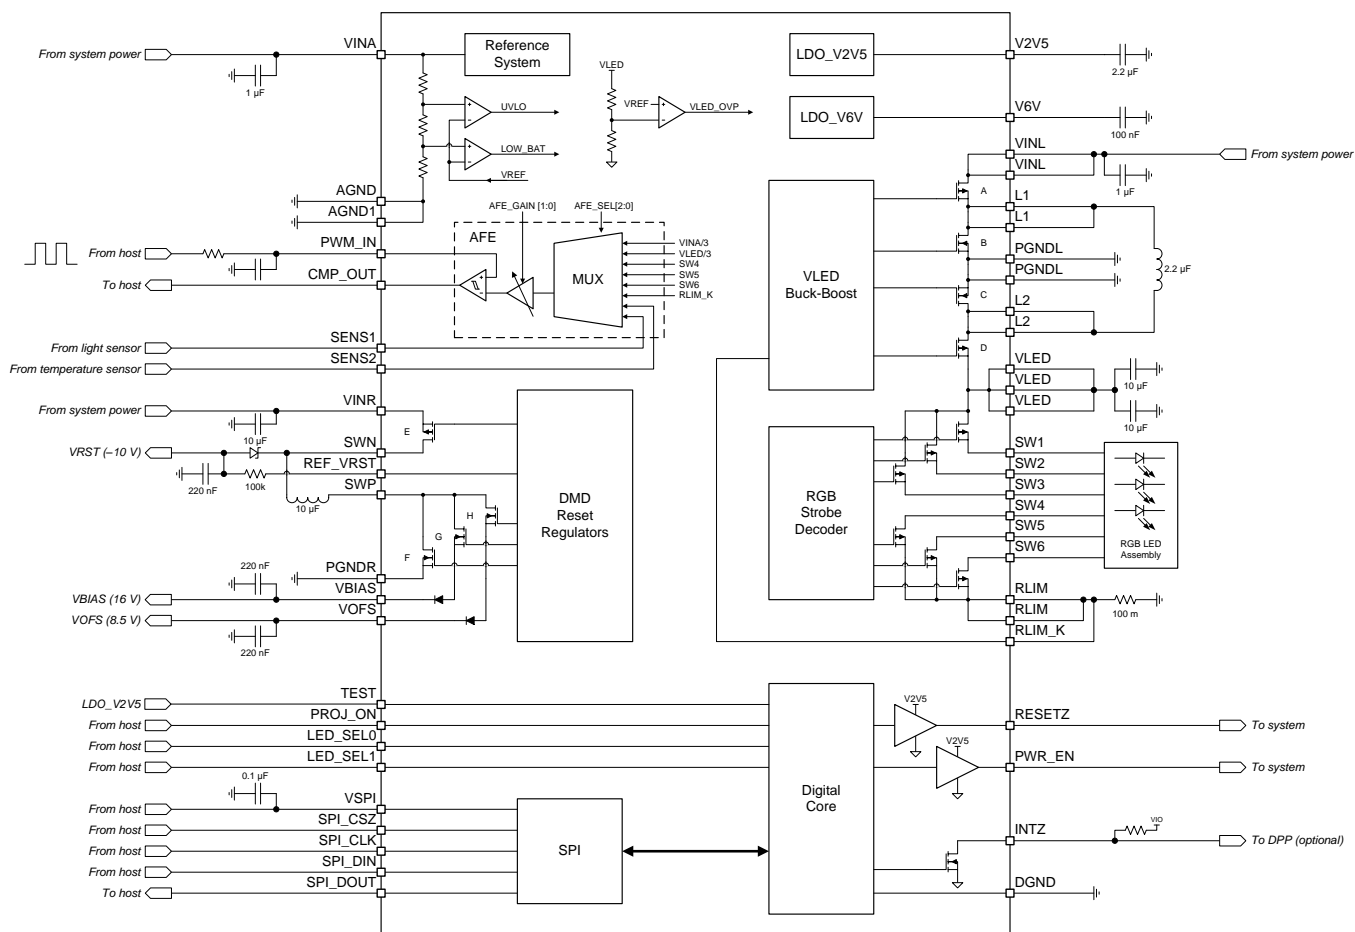 From system power
VINA
1 µF
Reference
System
UVLO
LOW_BAT
VREF
VLED
VREF
VLED_OVP
LDO_V2V5
V2V5
2.2 µF
LDO_V6V
V6V
100 nF
VINL
From system power
VINL
1 µF
AGND
AGND1
AFE_GAIN [1:0]
AFE_SEL[2:0]
AFE
MUX
VINA/3
VLED/3
SW4
SW5
SW6
RLIM_K
From host
PWM_IN
To host
CMP_OUT
From light sensor
SENS1
From temperature sensor
SENS2
VLED
Buck-Boost
A
B
C
D
L1
L1
PGNDL
PGNDL
2.2 µF
L2
L2
VLED
VLED
VLED
10 µF
10 µF
From system power
VINR
10 µF
E
VRST (–10 V)
SWN
REF_VRST
220 nF
100k
SWP
10 µF
H
G
F
DMD
Reset
Regulators
PGNDR
220 nF
VBIAS (16 V)
VBIAS
VOFS (8.5 V)
VOFS
220 nF
RGB
Strobe
Decoder
SW1
SW2
SW3
SW4
SW5
SW6
RGB LED
Assembly
RLIM
RLIM
100 m
RLIM_K
LDO_V2V5
TEST
From host
PROJ_ON
From host
LED_SEL0
From host
LED_SEL1
0.1 µF
From host
VSPI
From host
SPI_CSZ
From host
SPI_CLK
From host
SPI_DIN
To host
SPI_DOUT
SPI
Digital
Core
V2V5
RESETZ
To system
V2V5
PWR_EN
To system
INTZ
VIO
To DPP (optional)
DGND